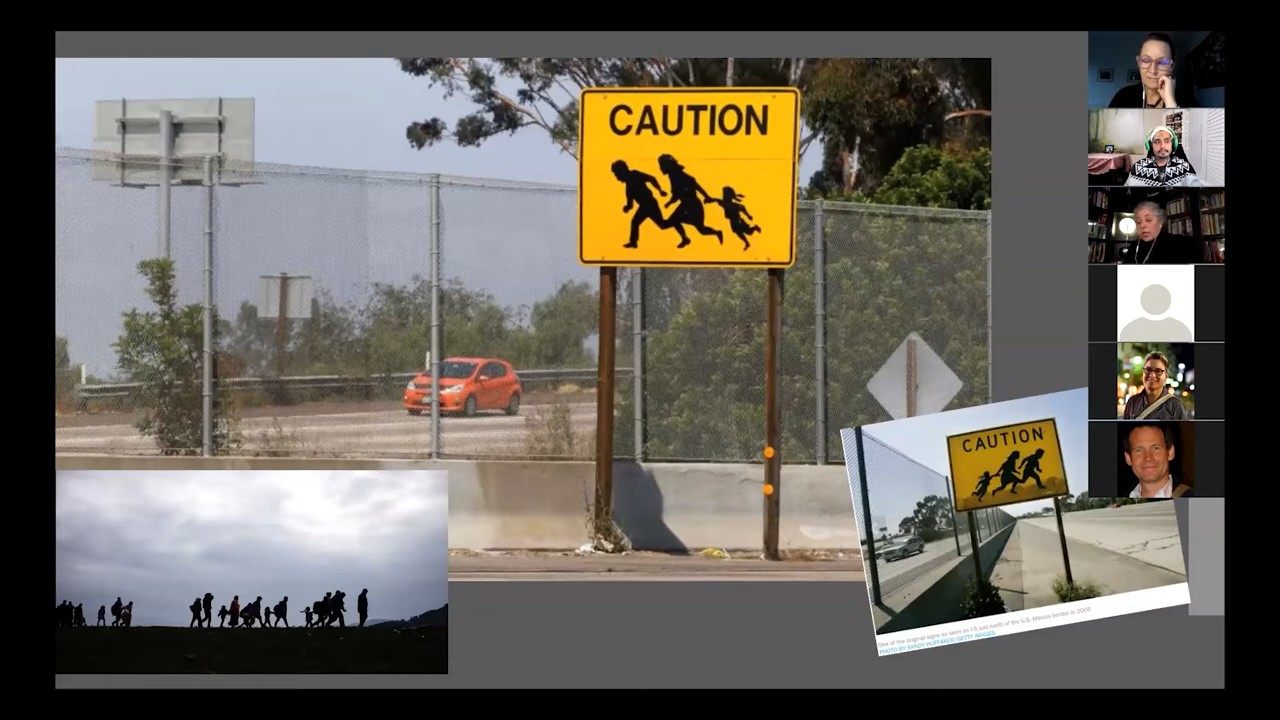 CAUTION
CAUTION
One of the original signs as seen on I-5 just north of the U.S.-Mexico border in 2006
PHOTO BY SANDY HUFFAKER/GETTY IMAGES